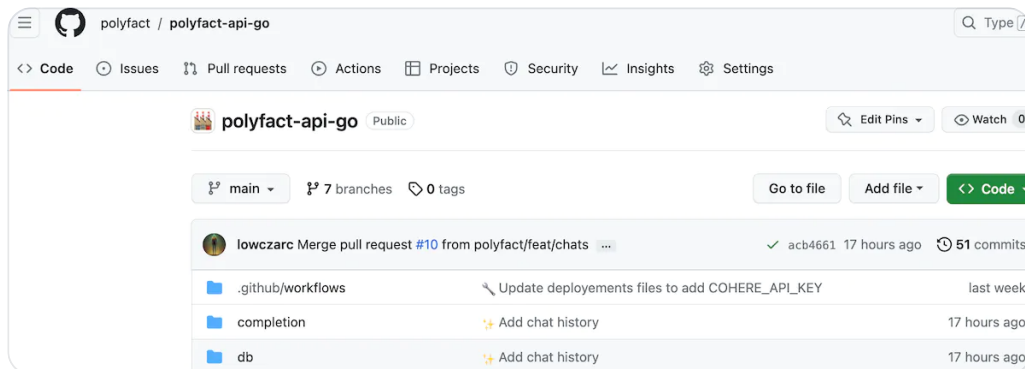 polyfact / polyfact-api-go
Type /
Code Issues Pull requests Actions Projects Security Insights Settings
polyfact-api-go Public Edit Pins Watch 0
main 7 branches 0 tags Go to file Add file Code
lowczarc Merge pull request #10 from polyfact/feat/chats ... acb4661 17 hours ago 51 commits
.github/workflows Update deployements files to add COHERE_API_KEY last week
completion Add chat history 17 hours ago
db Add chat history 17 hours ago